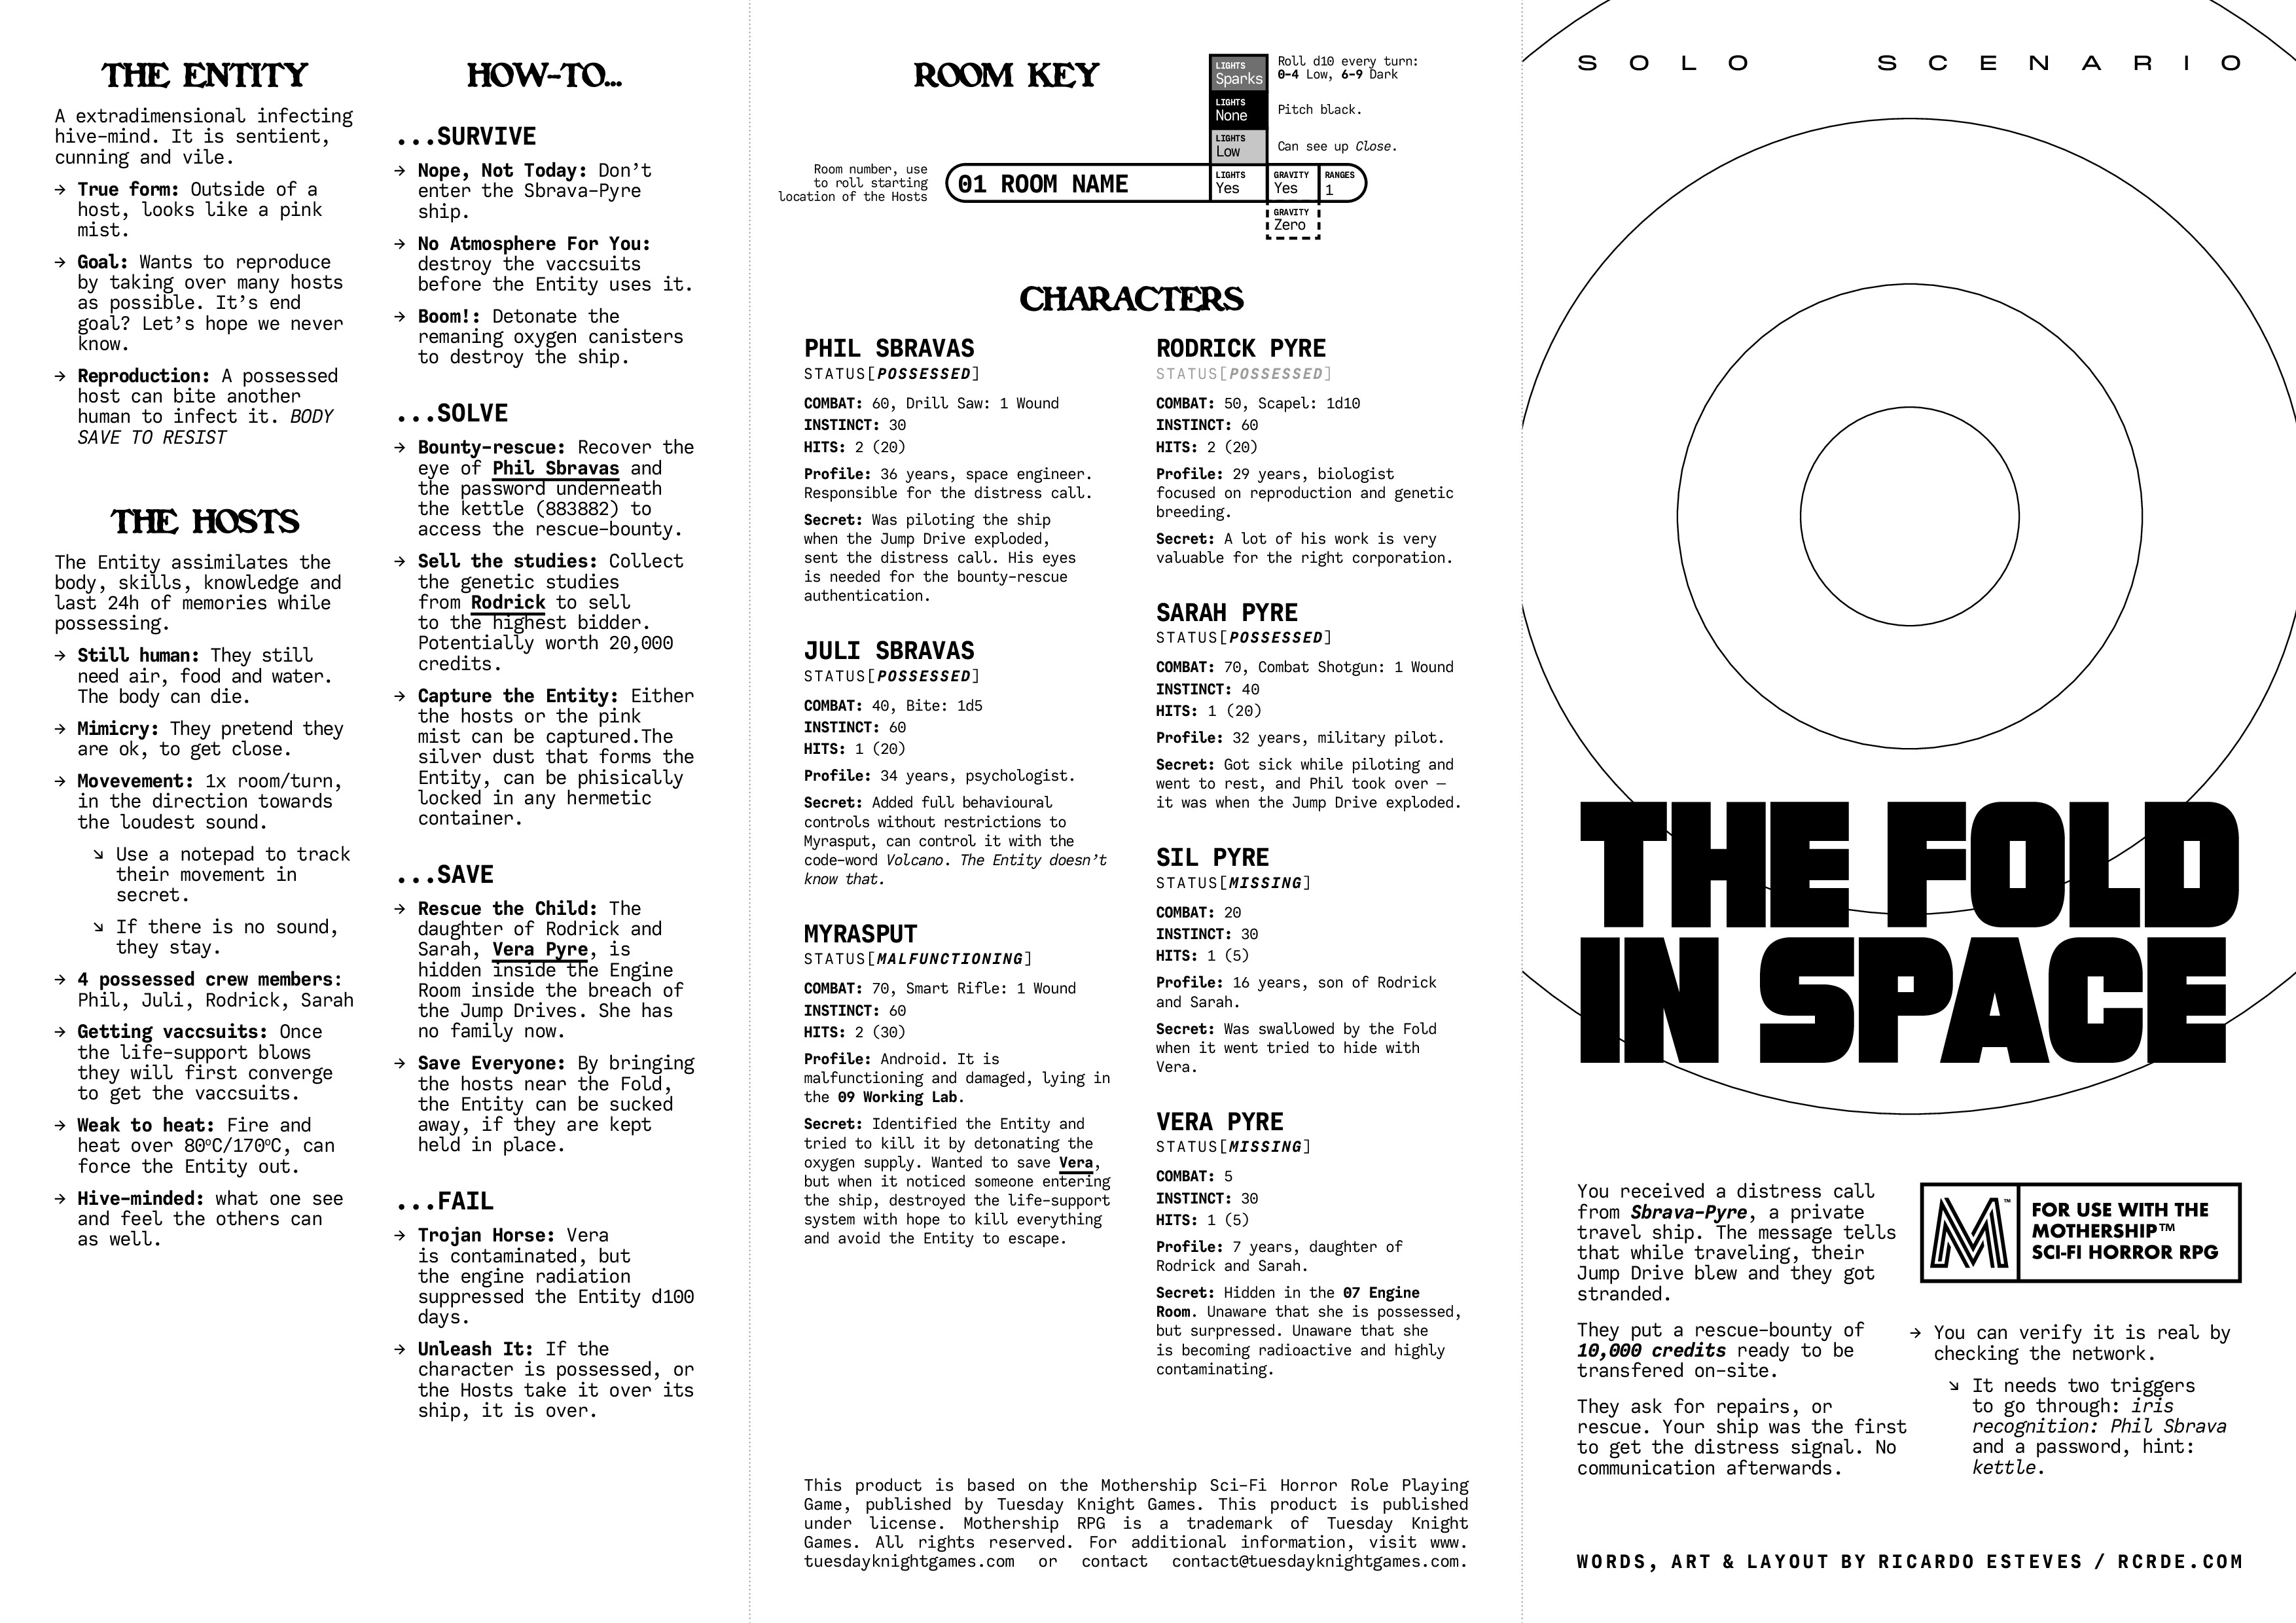 THE ENTITY
A extradimensional infecting
hive-mind. It is sentient,
cunning and vile.
→ True form: Outside of a
host, looks like a pink
mist.
→ Goal: Wants to reproduce
by taking over many hosts
as possible. It's end
goal? Let's hope we never
know.
→ Reproduction: A possessed
host can bite another
human to infect it. BODY
SAVE TO RESIST
THE HOSTS
The Entity assimilates the
body, skills, knowledge and
last 24h of memories while
possessing.
→ Still human: They still
need air, food and water.
The body can die.
→ Mimicry: They pretend they
are ok, to get close.
→ Movevement: 1x room/turn,
in the direction towards
the loudest sound.
↘ Use a notepad to track
their movement in
secret.
↘ If there is no sound,
they stay.
→ 4 possessed crew members:
Phil, Juli, Rodrick, Sarah
→ Getting vaccsuits: Once
the life-support blows
they will first converge
to get the vaccsuits.
→ Weak to heat: Fire and
heat over 80ºC/170ºC, can
force the Entity out.
→ Hive-minded: what one see
and feel the others can
as well.
HOW-TO...
...SURVIVE
→ Nope, Not Today: Don't
enter the Sbrava-Pyre
ship.
→ No Atmosphere For You:
destroy the vaccsuits
before the Entity uses it.
→ Boom!: Detonate the
remaning oxygen canisters
to destroy the ship.
...SOLVE
→ Bounty-rescue: Recover the
eye of Phil Sbravas and
the password underneath
the kettle (883882) to
access the rescue-bounty.
→ Sell the studies: Collect
the genetic studies
from Rodrick to sell
to the highest bidder.
Potentially worth 20,000
credits.
→ Capture the Entity: Either
the hosts or the pink
mist can be captured.The
silver dust that forms the
Entity, can be phisically
locked in any hermetic
container.
...SAVE
→ Rescue the Child: The
daughter of Rodrick and
Sarah, Vera Pyre, is
hidden inside the Engine
Room inside the breach of
the Jump Drives. She has
no family now.
→ Save Everyone: By bringing
the hosts near the Fold,
the Entity can be sucked
away, if they are kept
held in place.
...FAIL
→ Trojan Horse: Vera
is contaminated, but
the engine radiation
suppressed the Entity d100
days.
→ Unleash It: If the
character is possessed, or
the Hosts take it over its
ship, it is over.
ROOM KEY
LIGHTS
Sparks
Roll d10 every turn:
0-4 Low, 6-9 Dark
LIGHTS
None
Pitch black.
LIGHTS
Low
Can see up Close.
Room number, use
to roll starting
location of the Hosts
01 ROOM NAME
LIGHTS
Yes
GRAVITY
Yes
RANGES
1
GRAVITY
Zero
CHARACTERS
PHIL SBRAVAS
STATUS[POSSESSED]
COMBAT: 60, Drill Saw: 1 Wound
INSTINCT: 30
HITS: 2 (20)
Profile: 36 years, space engineer.
Responsible for the distress call.
Secret: Was piloting the ship
when the Jump Drive exploded,
sent the distress call. His eyes
is needed for the bounty-rescue
authentication.
JULI SBRAVAS
STATUS[POSSESSED]
COMBAT: 40, Bite: 1d5
INSTINCT: 60
HITS: 1 (20)
Profile: 34 years, psychologist.
Secret: Added full behavioural
controls without restrictions to
Myrasput, can control it with the
code-word Volcano. The Entity doesn't
know that.
MYRASPUT
STATUS[MALFUNCTIONING]
COMBAT: 70, Smart Rifle: 1 Wound
INSTINCT: 60
HITS: 2 (30)
Profile: Android. It is
malfunctioning and damaged, lying in
the 09 Working Lab.
Secret: Identified the Entity and
tried to kill it by detonating the
oxygen supply. Wanted to save Vera,
but when it noticed someone entering
the ship, destroyed the life-support
system with hope to kill everything
and avoid the Entity to escape.
RODRICK PYRE
STATUS[POSSESSED]
COMBAT: 50, Scapel: 1d10
INSTINCT: 60
HITS: 2 (20)
Profile: 29 years, biologist
focused on reproduction and genetic
breeding.
Secret: A lot of his work is very
valuable for the right corporation.
SARAH PYRE
STATUS[POSSESSED]
COMBAT: 70, Combat Shotgun: 1 Wound
INSTINCT: 40
HITS: 1 (20)
Profile: 32 years, military pilot.
Secret: Got sick while piloting and
went to rest, and Phil took over –
it was when the Jump Drive exploded.
SIL PYRE
STATUS[MISSING]
COMBAT: 20
INSTINCT: 30
HITS: 1 (5)
Profile: 16 years, son of Rodrick
and Sarah.
Secret: Was swallowed by the Fold
when it went tried to hide with
Vera.
VERA PYRE
STATUS[MISSING]
COMBAT: 5
INSTINCT: 30
HITS: 1 (5)
Profile: 7 years, daughter of
Rodrick and Sarah.
Secret: Hidden in the 07 Engine
Room. Unaware that she is possessed,
but surpressed. Unaware that she
is becoming radioactive and highly
contaminating.
This product is based on the Mothership Sci-Fi Horror Role Playing
Game, published by Tuesday Knight Games. This product is published
under license. Mothership RPG is a trademark of Tuesday Knight
Games. All rights reserved. For additional information, visit www.
tuesdayknightgames.com or contact contact@tuesdayknightgames.com.
SOLO SCENARIO
THE FOLD
IN SPACE
You received a distress call
from Sbrava-Pyre, a private
travel ship. The message tells
that while traveling, their
Jump Drive blew and they got
stranded.
They put a rescue-bounty of
10,000 credits ready to be
transfered on-site.
They ask for repairs, or
rescue. Your ship was the first
to get the distress signal. No
communication afterwards.
M™
FOR USE WITH THE
MOTHERSHIP™
SCI-FI HORROR RPG
→ You can verify it is real by
checking the network.
↘ It needs two triggers
to go through: iris
recognition: Phil Sbrava
and a password, hint:
kettle.
WORDS, ART & LAYOUT BY RICARDO ESTEVES / RCRDE.COM